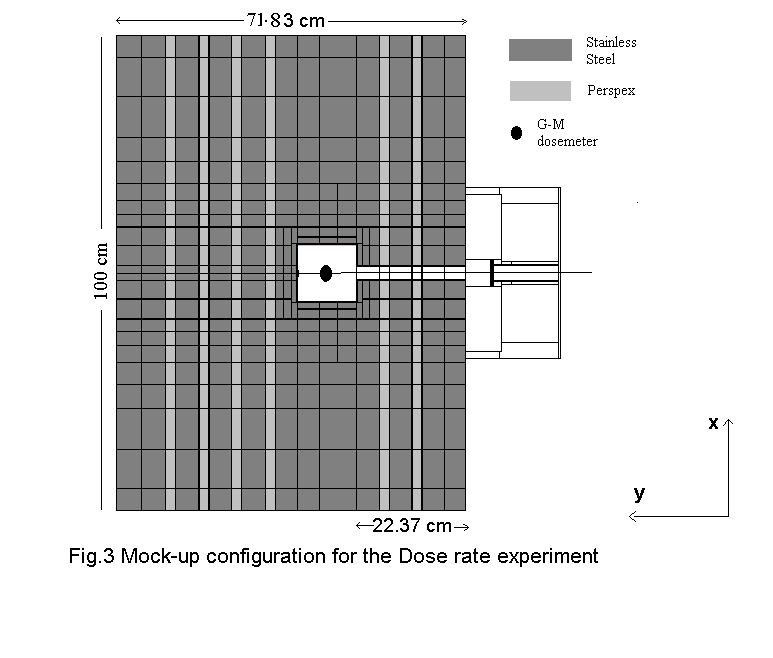 71.83 cm
Stainless
Steel
Perspex
G-M
dosemeter
100 cm
x
y
22.37 cm
Fig.3 Mock-up configuration for the Dose rate experiment